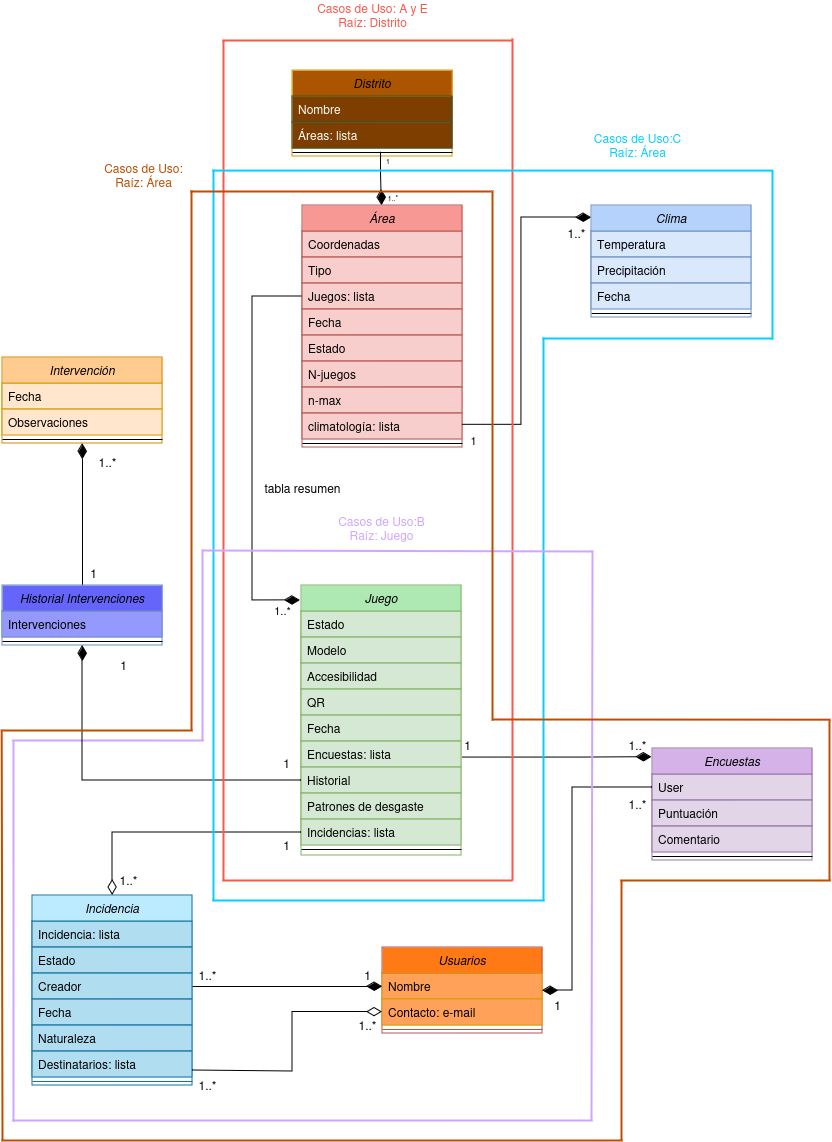 Casos de Uso: A y E
Raíz: Distrito
Distrito
Nombre
Áreas: lista
1
1..*
Casos de Uso:C
Raíz: Área
Casos de Uso:
Raíz: Área
Área
Coordenadas
Tipo
Juegos: lista
Fecha
Estado
N-juegos
n-max
climatología: lista
1
Clima
Temperatura
Precipitación
Fecha
1..*
Intervención
Fecha
Observaciones
1..*
1
tabla resumen
Casos de Uso:B
Raíz: Juego
Historial Intervenciones
Intervenciones
1
1..*
Juego
Estado
Modelo
Accesibilidad
QR
Fecha
Encuestas: lista
Historial
Patrones de desgaste
Incidencias: lista
1
1
1
1..*
1..*
Encuestas
User
Puntuación
Comentario
1..*
Incidencia
Incidencia: lista
Estado
Creador
Fecha
Naturaleza
Destinatarios: lista
1..*
1
1..*
1..*
Usuarios
Nombre
Contacto: e-mail
1